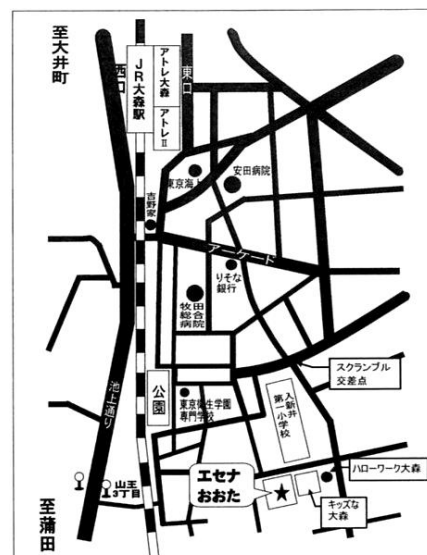 至大井町
西口
JR大森駅
アトレ大森
アトレⅡ
東口
東京海上
安田病院
吉野家
アーケード
りそな
銀行
牧田
総合
病院
スクランブル
交差点
公園
池上通り
東京衛生学園
専門学校
入新井
第一小学校
ハローワーク大森
エセナ
おおた
キッズな
大森
山王
3丁目
至蒲田